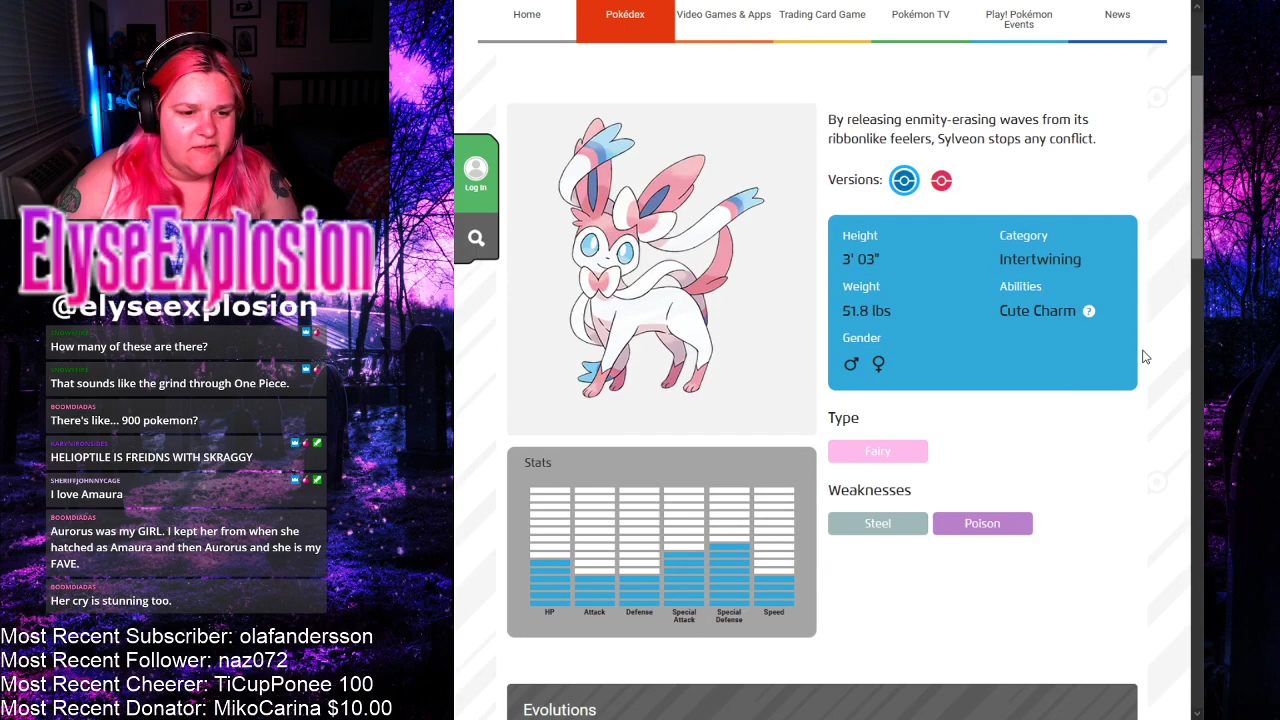 Home
Pokédex
Video Games & Apps
Trading Card Game
Pokémon TV
Play! Pokémon
Events
News
Log In
By releasing enmity-erasing waves from its
ribbonlike feelers, Sylveon stops any conflict.
Versions:
Height
3' 03"
Weight
51.8 lbs
Gender
Category
Intertwining
Abilities
Cute Charm ?
Type
Fairy
Weaknesses
Steel
Poison
Stats
HP
Attack
Defense
Special
Attack
Special
Defense
Speed
Evolutions
ElyseExplosion
@elyseexplosion
SNOWYFIRE
How many of these are there?
SNOWYFIRE
That sounds like the grind through One Piece.
BOOMDIADAS
There's like... 900 pokemon?
KARYNIRONSIDES
HELIOPTILE IS FREIDNS WITH SKRAGGY
SHERIFFJOHNNYCAGE
I love Amaura
BOOMDIADAS
Aurorus was my GIRL. I kept her from when she
hatched as Amaura and then Aurorus and she is my
FAVE.
BOOMDIADAS
Her cry is stunning too.
Most Recent Subscriber: olafandersson
Most Recent Follower: naz072
Most Recent Cheerer: TiCupPonee 100
Most Recent Donator: MikoCarina $10.00